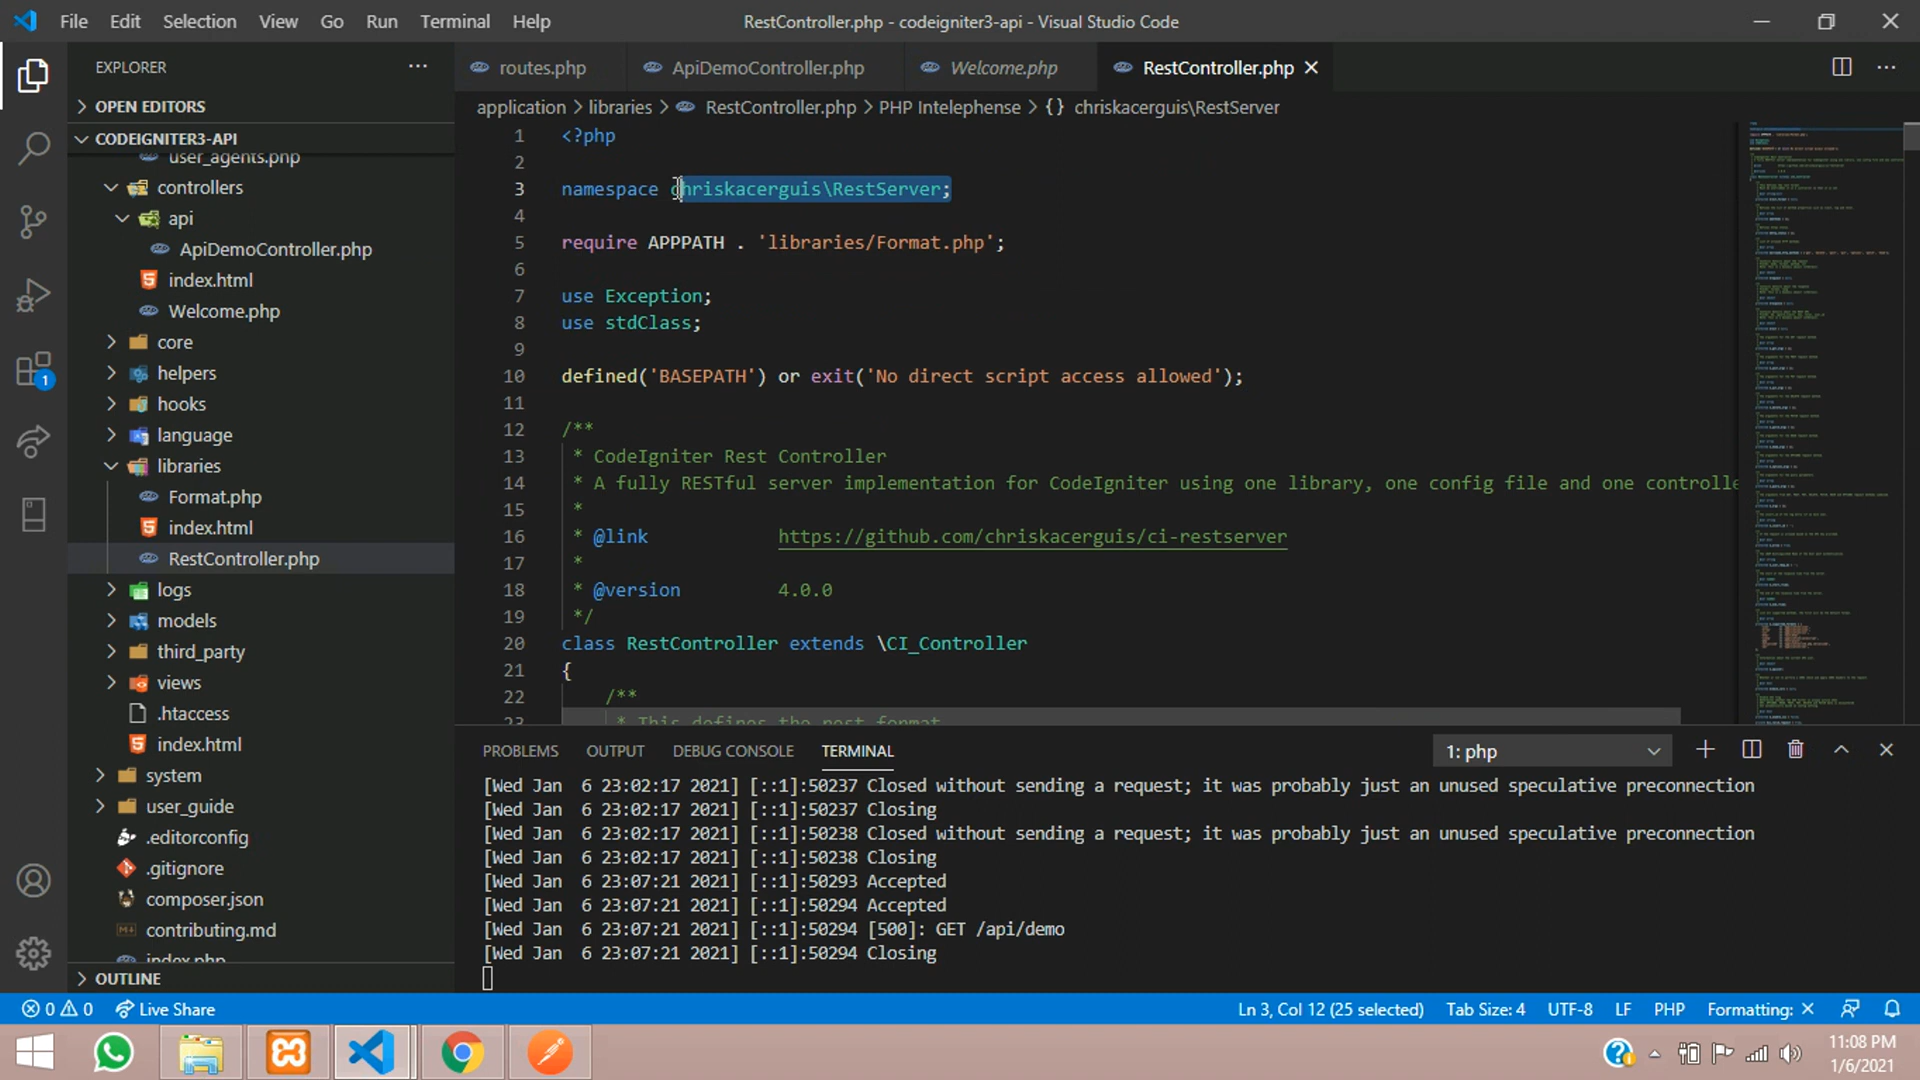 File Edit Selection View Go Run Terminal Help
RestController.php - codeigniter3-api - Visual Studio Code
EXPLORER
routes.php ApiDemoController.php Welcome.php RestController.php
OPEN EDITORS
application > libraries > RestController.php > PHP Intelephense > {} chriskacerguis\RestServer
CODEIGNITER3-API
user_agents.php
controllers
api
ApiDemoController.php
index.html
Welcome.php
core
helpers
hooks
language
libraries
Format.php
index.html
RestController.php
logs
models
third_party
views
.htaccess
index.html
system
user_guide
.editorconfig
.gitignore
composer.json
contributing.md
index.php
OUTLINE
1 <?php
2
3 namespace chriskacerguis\RestServer;
4
5 require APPPATH . 'libraries/Format.php';
6
7 use Exception;
8 use stdClass;
9
10 defined('BASEPATH') or exit('No direct script access allowed');
11
12 /**
13 * CodeIgniter Rest Controller
14 * A fully RESTful server implementation for CodeIgniter using one library, one config file and one controlle
15 *
16 * @link https://github.com/chriskacerguis/ci-restserver
17 *
18 * @version 4.0.0
19 */
20 class RestController extends \CI_Controller
21 {
22 /**
23 * This defines the rest format
PROBLEMS OUTPUT DEBUG CONSOLE TERMINAL
1: php
[Wed Jan  6 23:02:17 2021] [::1]:50237 Closed without sending a request; it was probably just an unused speculative preconnection
[Wed Jan  6 23:02:17 2021] [::1]:50237 Closing
[Wed Jan  6 23:02:17 2021] [::1]:50238 Closed without sending a request; it was probably just an unused speculative preconnection
[Wed Jan  6 23:02:17 2021] [::1]:50238 Closing
[Wed Jan  6 23:07:21 2021] [::1]:50293 Accepted
[Wed Jan  6 23:07:21 2021] [::1]:50294 Accepted
[Wed Jan  6 23:07:21 2021] [::1]:50294 [500]: GET /api/demo
[Wed Jan  6 23:07:21 2021] [::1]:50294 Closing
0 0 Live Share
Ln 3, Col 12 (25 selected) Tab Size: 4 UTF-8 LF PHP Formatting: ×
1
11:08 PM
1/6/2021